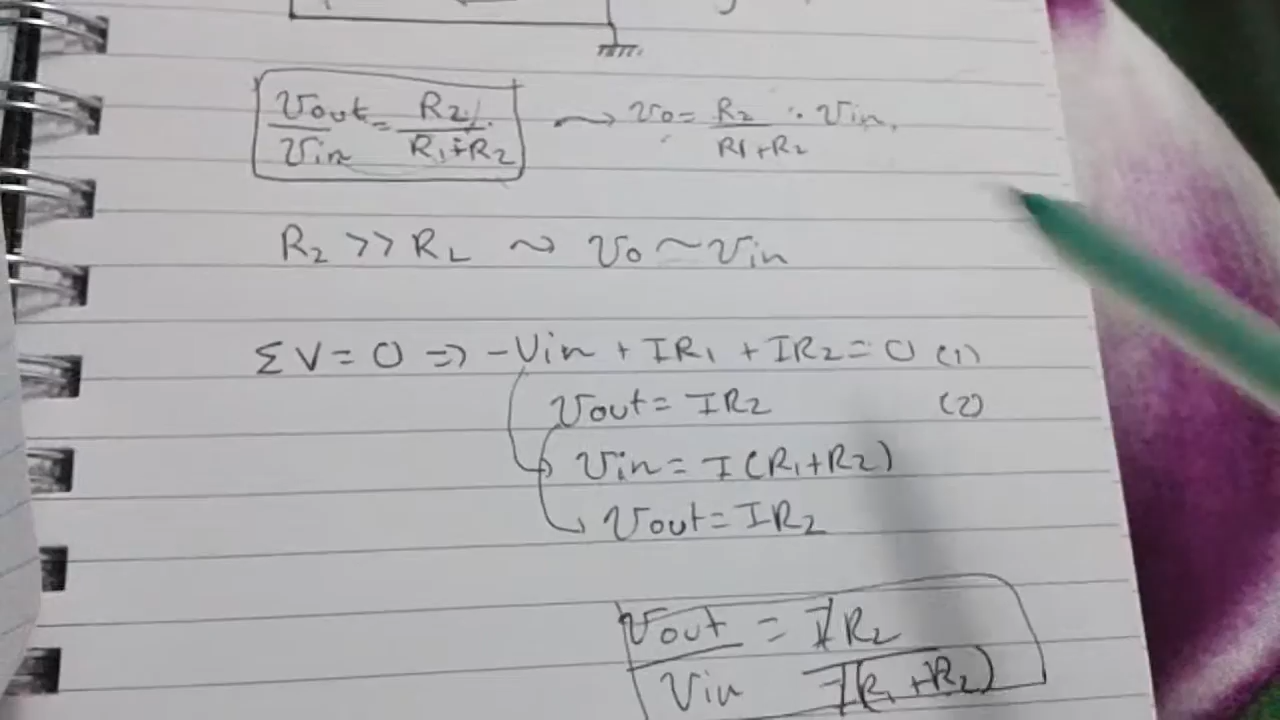 Vout/Vin = R2/(R1+R2) ~> Vo = R2/(R1+R2) · Vin.
R2 >> RL ~> Vo ~ Vin
ΣV = 0 => -Vin + IR1 + IR2 = 0 (1)
Vout = IR2 (2)
Vin = I(R1+R2)
Vout = IR2
Vout/Vin = IR2/I(R1+R2)